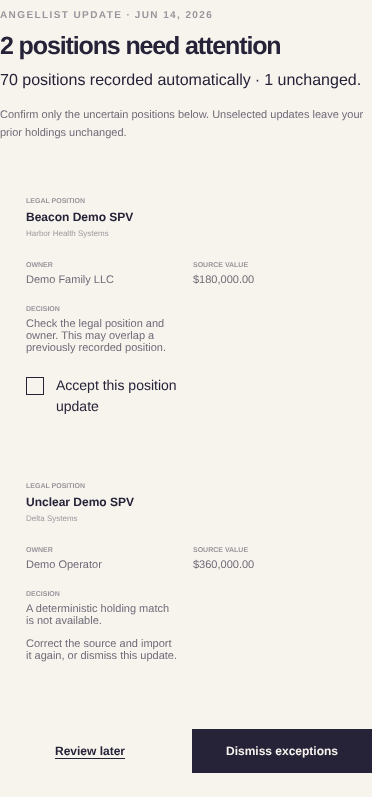 ANGELLIST UPDATE · JUN 14, 2026
2 positions need attention
70 positions recorded automatically · 1 unchanged.
Confirm only the uncertain positions below. Unselected updates leave your
prior holdings unchanged.
LEGAL POSITION
Beacon Demo SPV
Harbor Health Systems
OWNER
Demo Family LLC
SOURCE VALUE
$180,000.00
DECISION
Check the legal position and
owner. This may overlap a
previously recorded position.
Accept this position
update
LEGAL POSITION
Unclear Demo SPV
Delta Systems
OWNER
Demo Operator
SOURCE VALUE
$360,000.00
DECISION
A deterministic holding match
is not available.
Correct the source and import
it again, or dismiss this update.
Review later
Dismiss exceptions